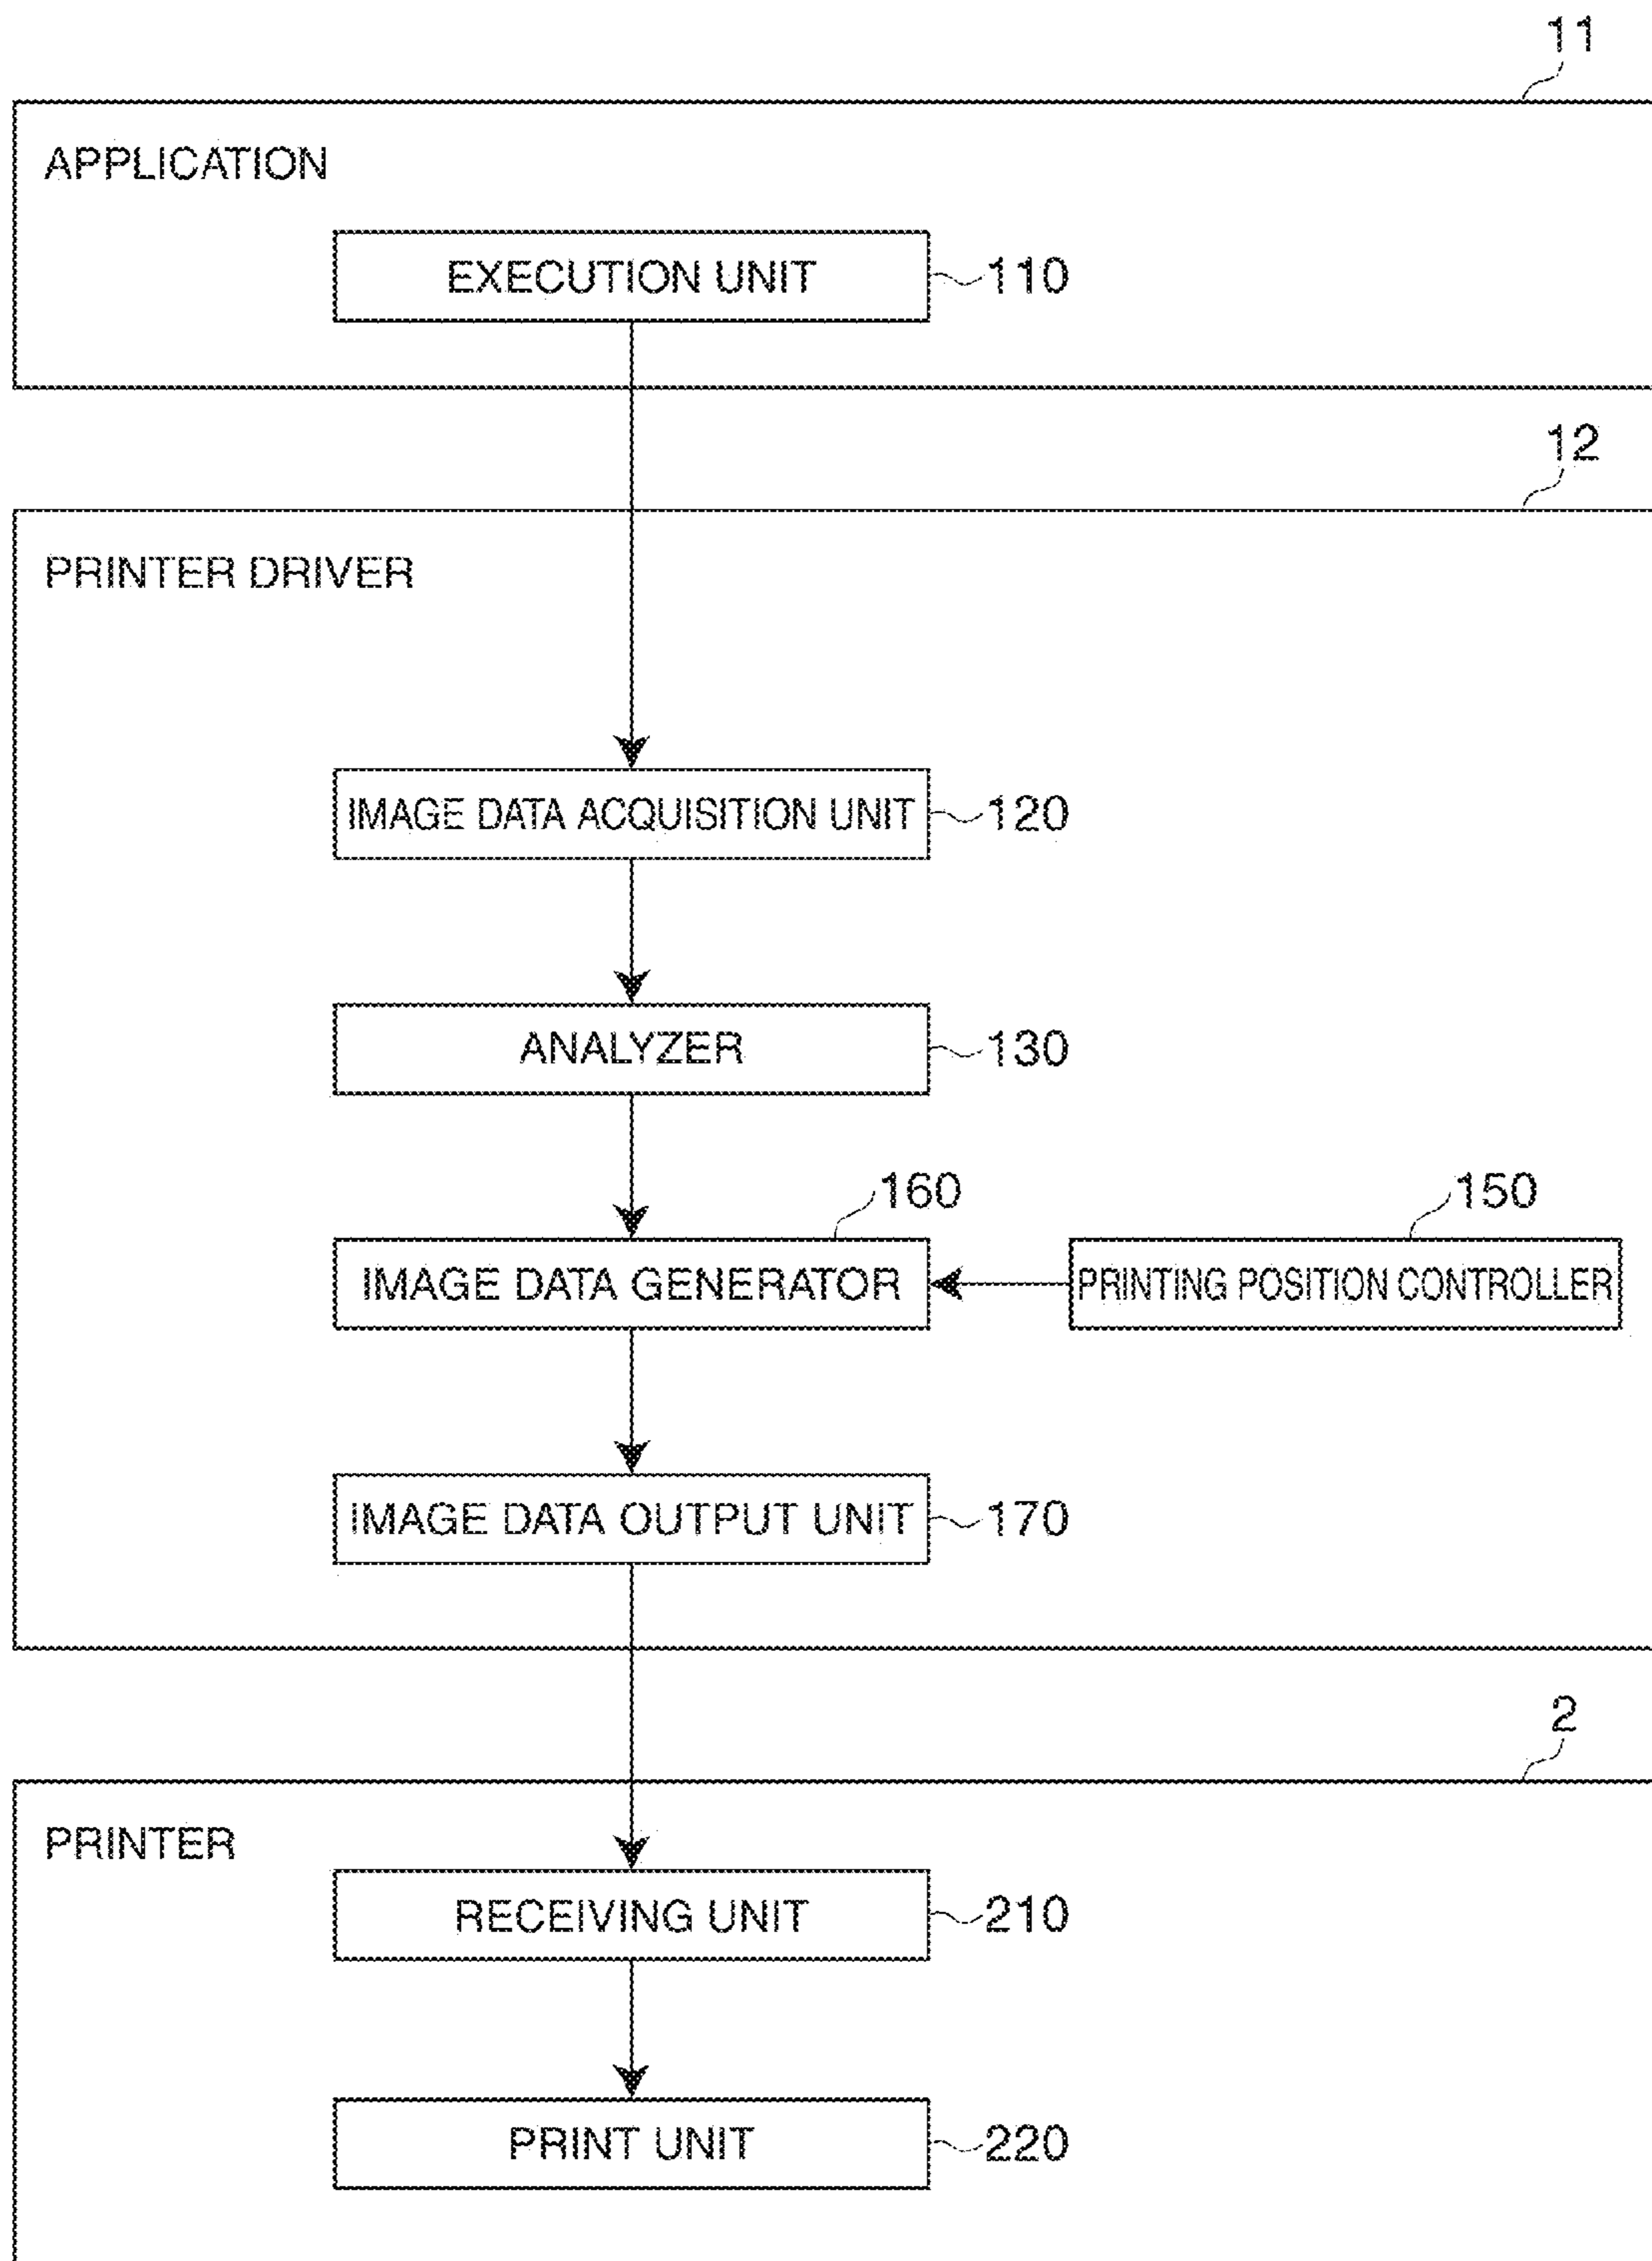 11
APPLICATION
EXECUTION UNIT 110
12
PRINTER DRIVER
IMAGE DATA ACQUISITION UNIT 120
ANALYZER 130
160 150
IMAGE DATA GENERATOR PRINTING POSITION CONTROLLER
IMAGE DATA OUTPUT UNIT 170
2
PRINTER
RECEIVING UNIT 210
PRINT UNIT 220